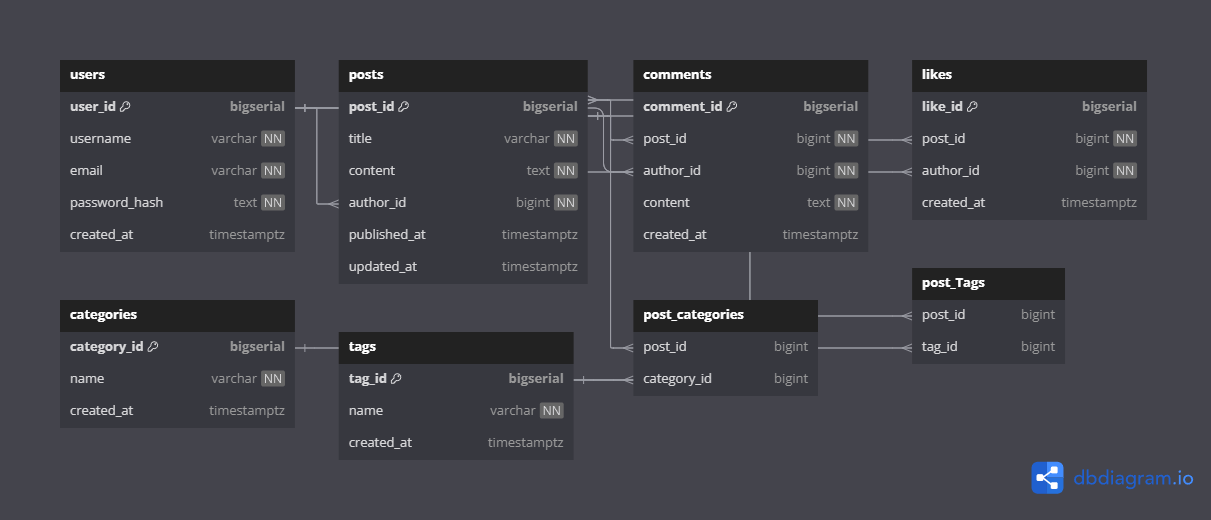 users
user_id bigserial
username varchar NN
email varchar NN
password_hash text NN
created_at timestamptz
posts
post_id bigserial
title varchar NN
content text NN
author_id bigint NN
published_at timestamptz
updated_at timestamptz
comments
comment_id bigserial
post_id bigint NN
author_id bigint NN
content text NN
created_at timestamptz
likes
like_id bigserial
post_id bigint NN
author_id bigint NN
created_at timestamptz
categories
category_id bigserial
name varchar NN
created_at timestamptz
tags
tag_id bigserial
name varchar NN
created_at timestamptz
post_categories
post_id bigint
category_id bigint
post_Tags
post_id bigint
tag_id bigint
dbdiagram.io